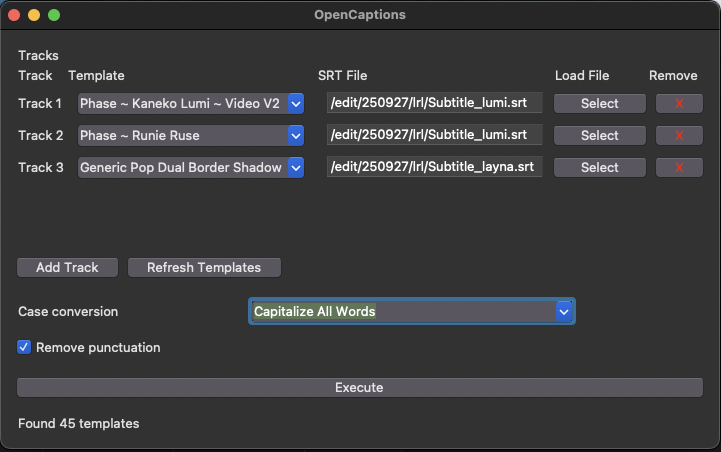 OpenCaptions
Tracks
Track Template SRT File Load File Remove
Track 1 Phase ~ Kaneko Lumi ~ Video V2 /edit/250927/lrl/Subtitle_lumi.srt Select X
Track 2 Phase ~ Runie Ruse /edit/250927/lrl/Subtitle_lumi.srt Select X
Track 3 Generic Pop Dual Border Shadow /edit/250927/lrl/Subtitle_layna.srt Select X
Add Track Refresh Templates
Case conversion Capitalize All Words
Remove punctuation
Execute
Found 45 templates